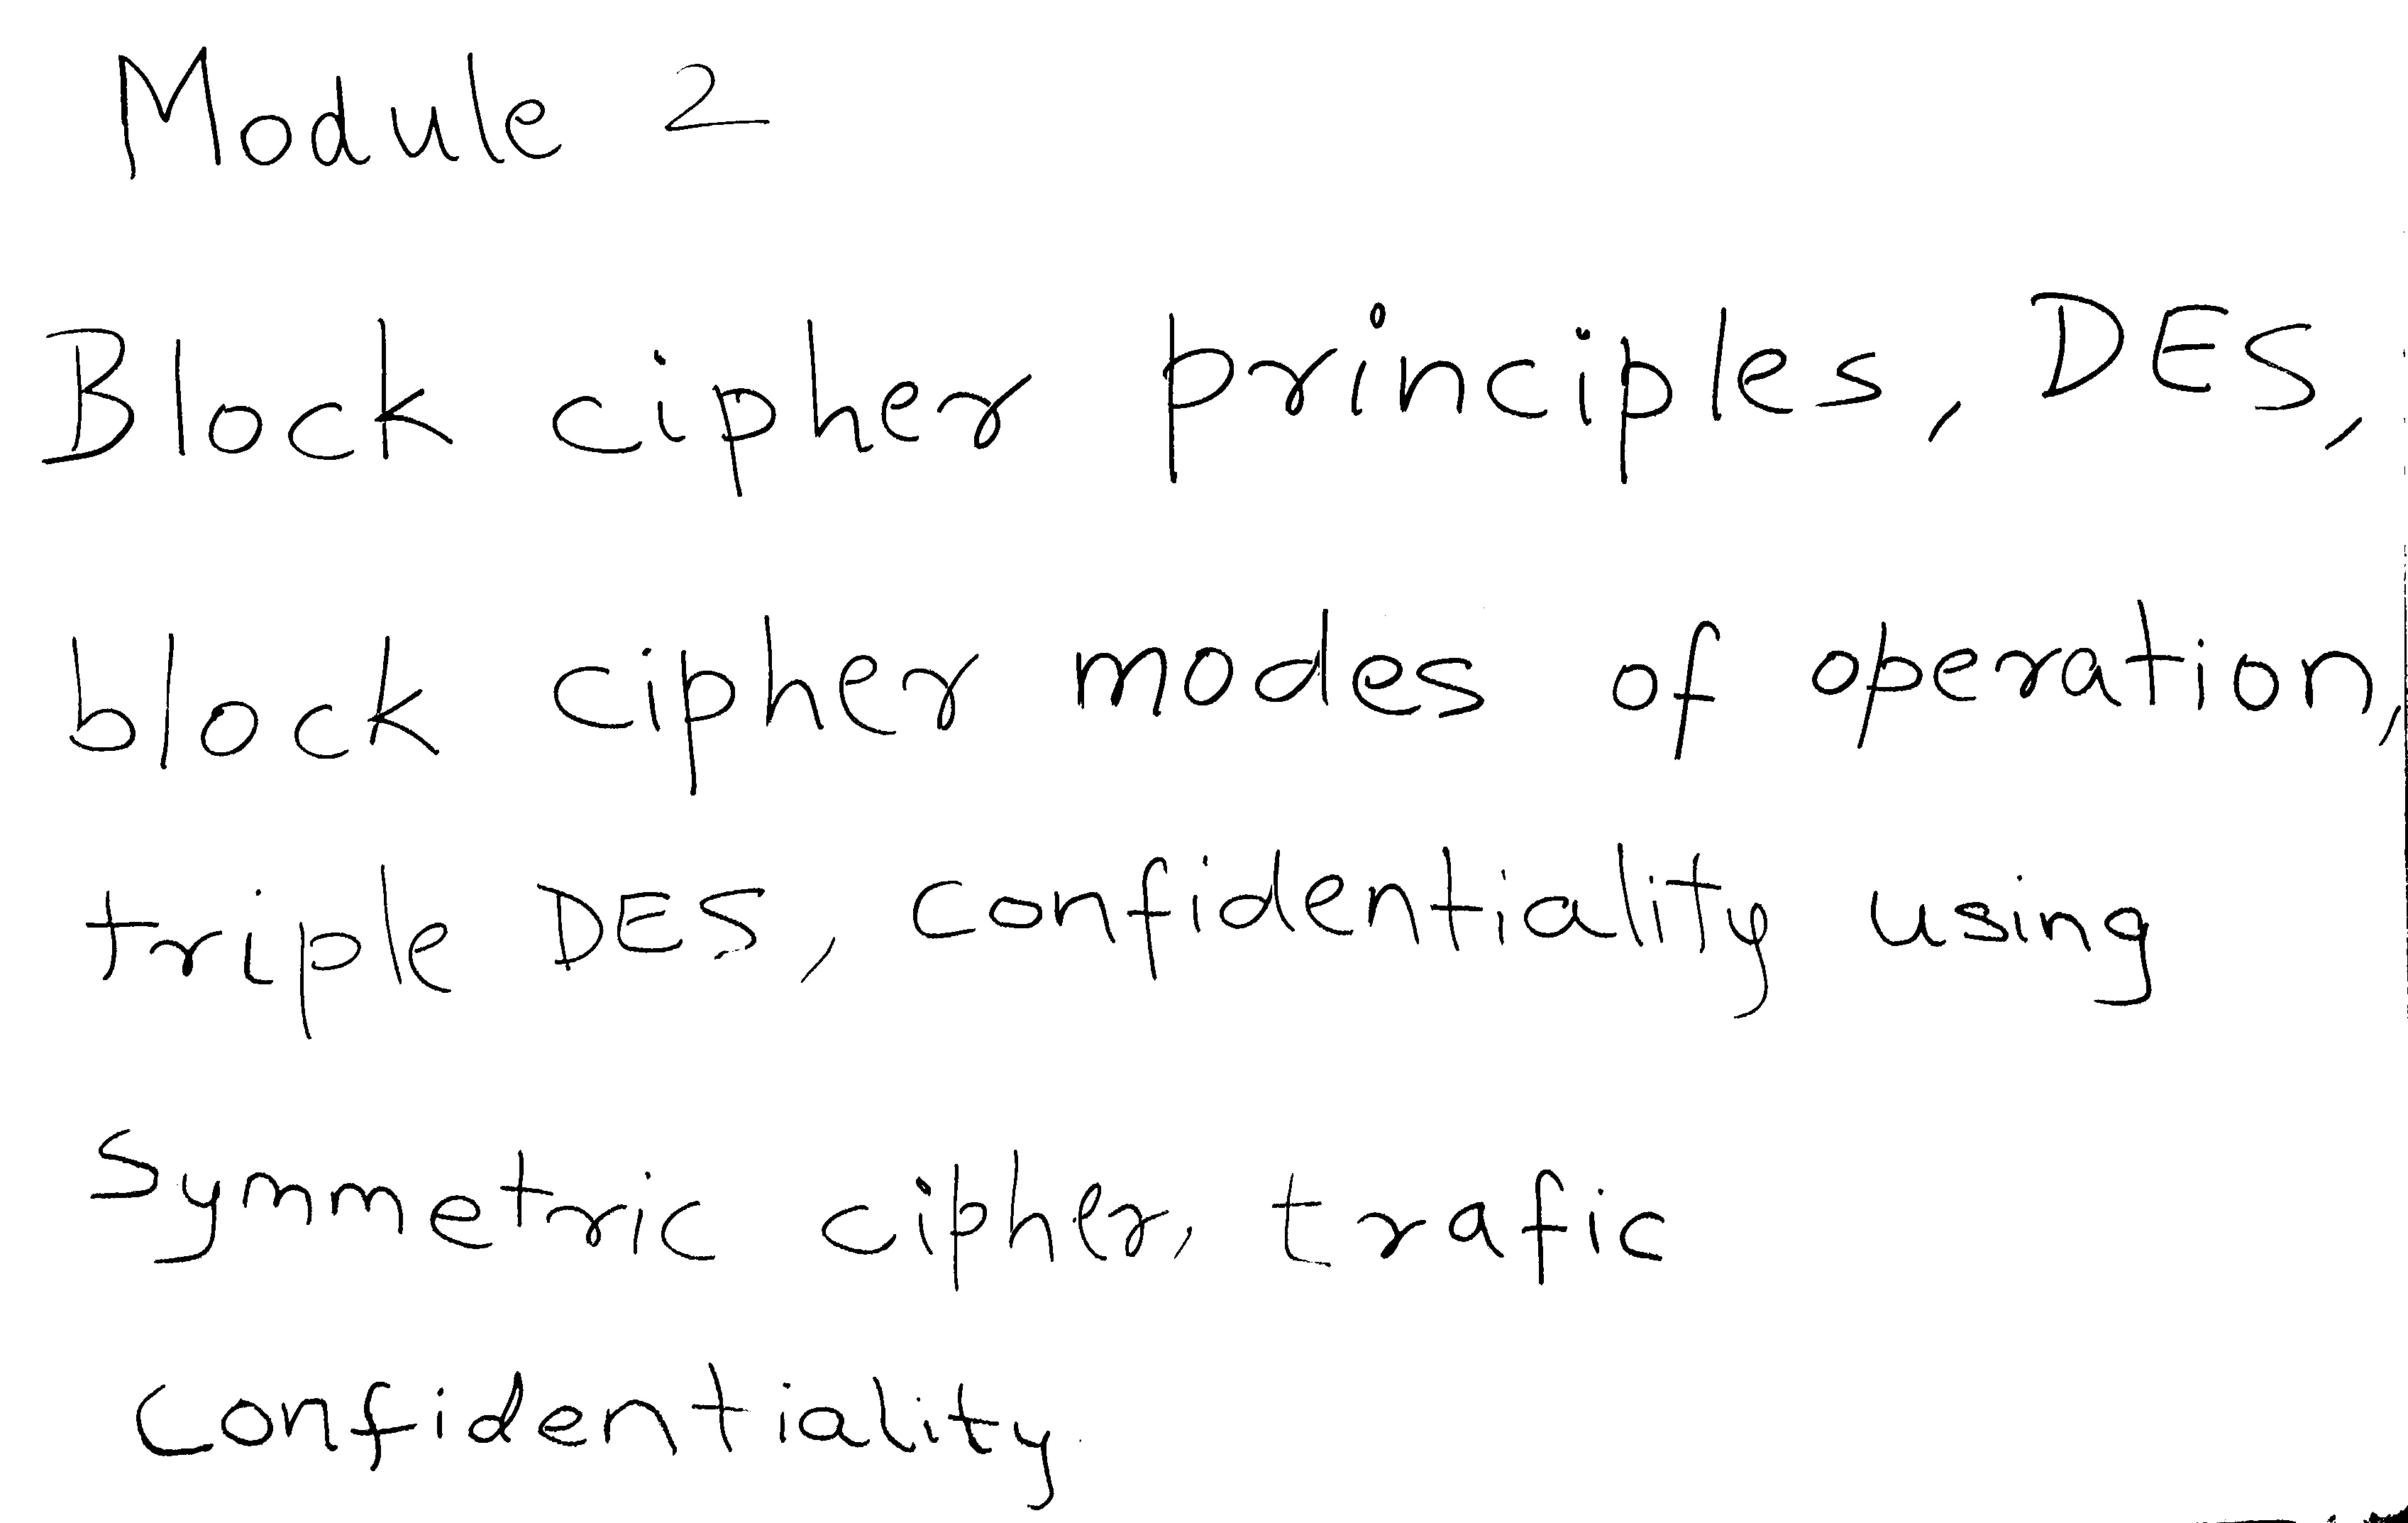 Module 2
Block cipher principles, DES,
block cipher modes of operation,
triple DES, confidentiality using
Symmetric cipher, trafic
confidentiality